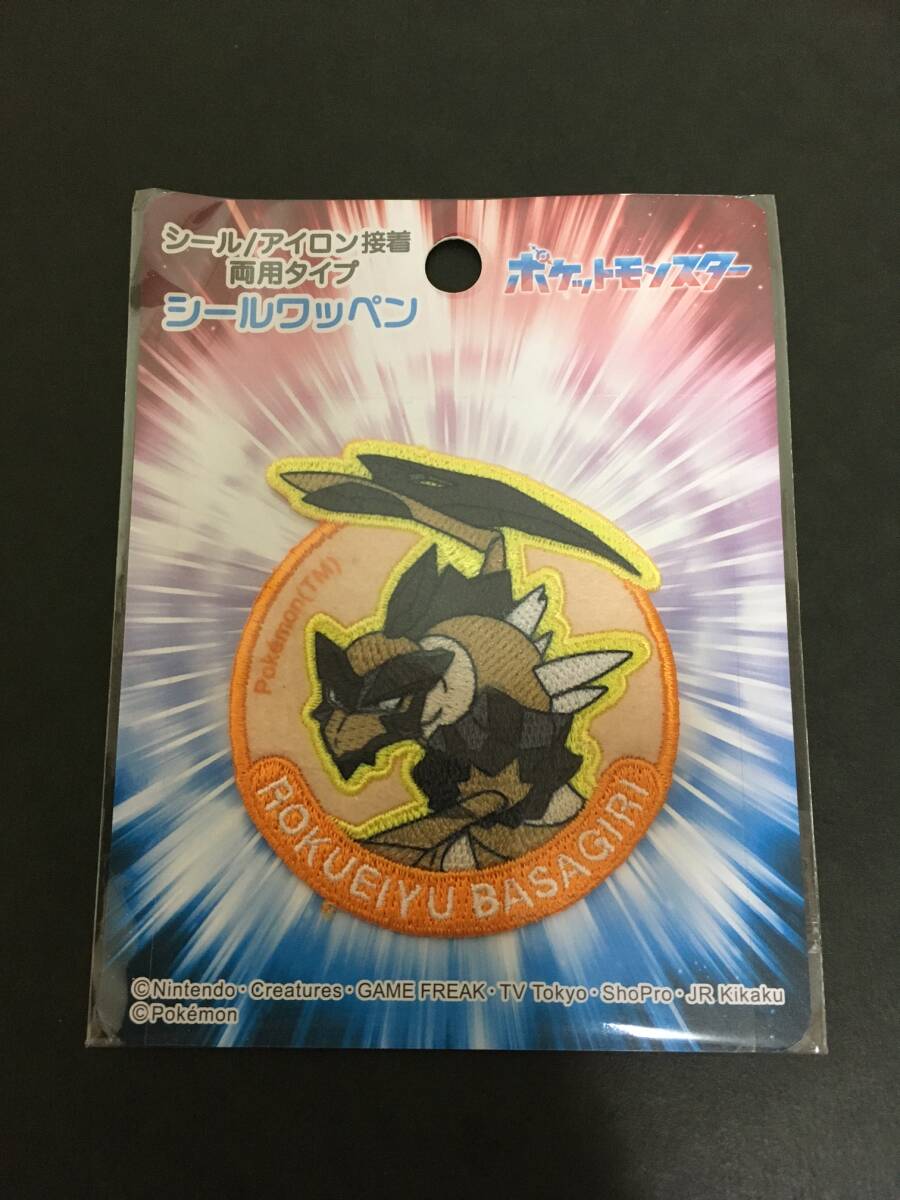 シール/アイロン接着
両用タイプ
シールワッペン
ポケットモンスター
Pokémon(TM)
ROKUEIYU BASAGIRI
©Nintendo・Creatures・GAME FREAK・TV Tokyo・ShoPro・JR Kikaku
©Pokémon